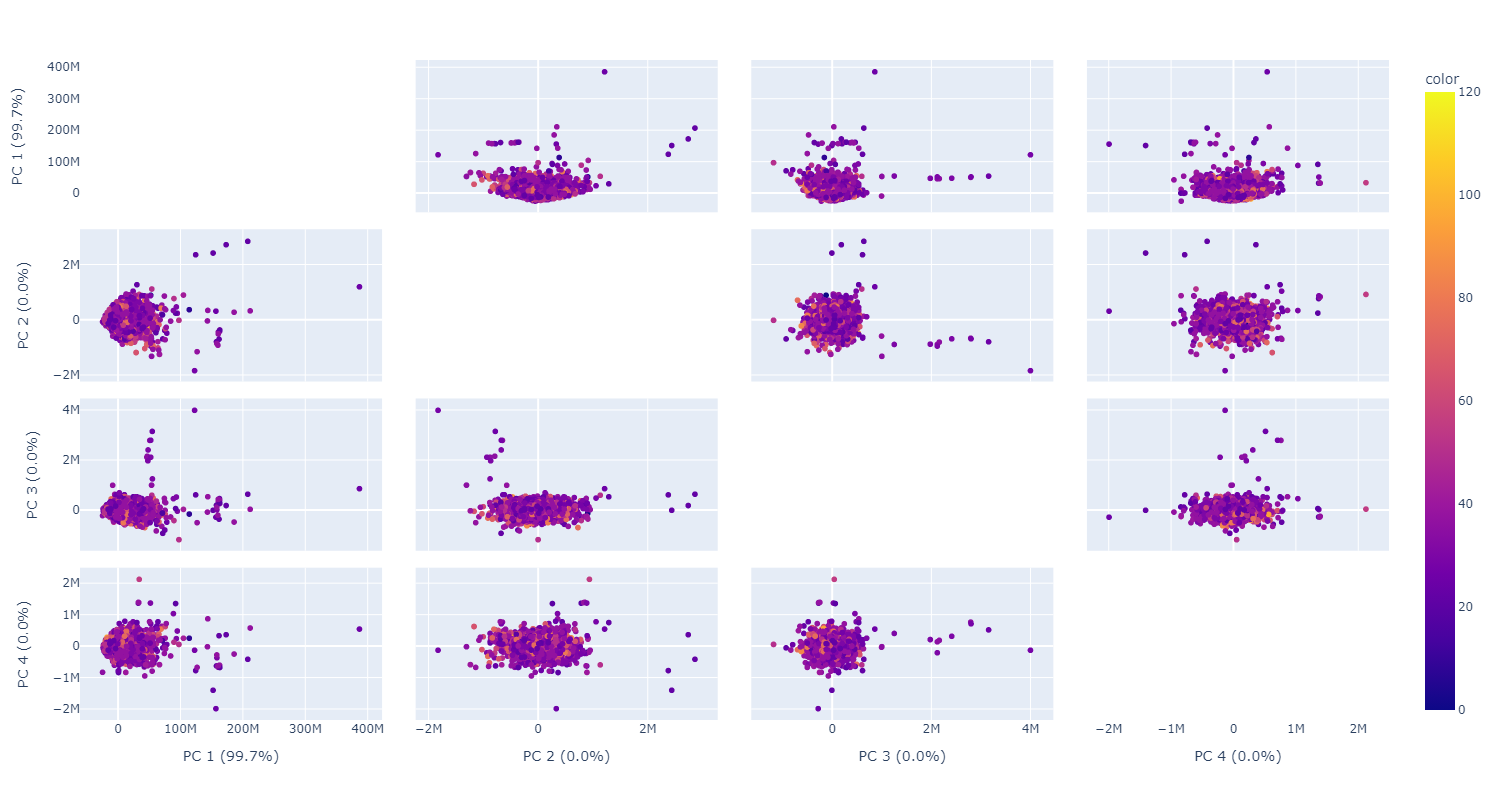 400M
300M
200M
100M
0
PC 1 (99.7%)
2M
0
−2M
PC 2 (0.0%)
4M
2M
0
PC 3 (0.0%)
2M
1M
0
−1M
−2M
PC 4 (0.0%)
0 100M 200M 300M 400M
−2M 0 2M
0 2M 4M
−2M −1M 0 1M 2M
PC 1 (99.7%) PC 2 (0.0%) PC 3 (0.0%) PC 4 (0.0%)
color
120
100
80
60
40
20
0